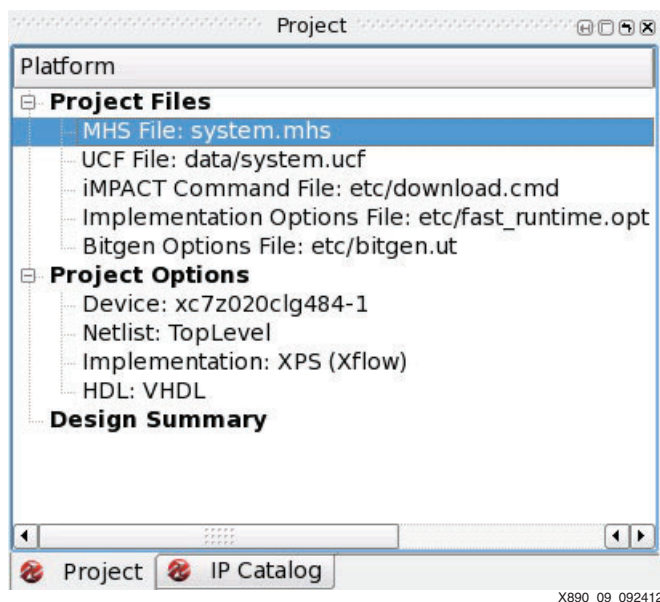 Project
Platform
Project Files
MHS File: system.mhs
UCF File: data/system.ucf
iMPACT Command File: etc/download.cmd
Implementation Options File: etc/fast_runtime.opt
Bitgen Options File: etc/bitgen.ut
Project Options
Device: xc7z020clg484-1
Netlist: TopLevel
Implementation: XPS (Xflow)
HDL: VHDL
Design Summary
Project IP Catalog
X890_09_092412